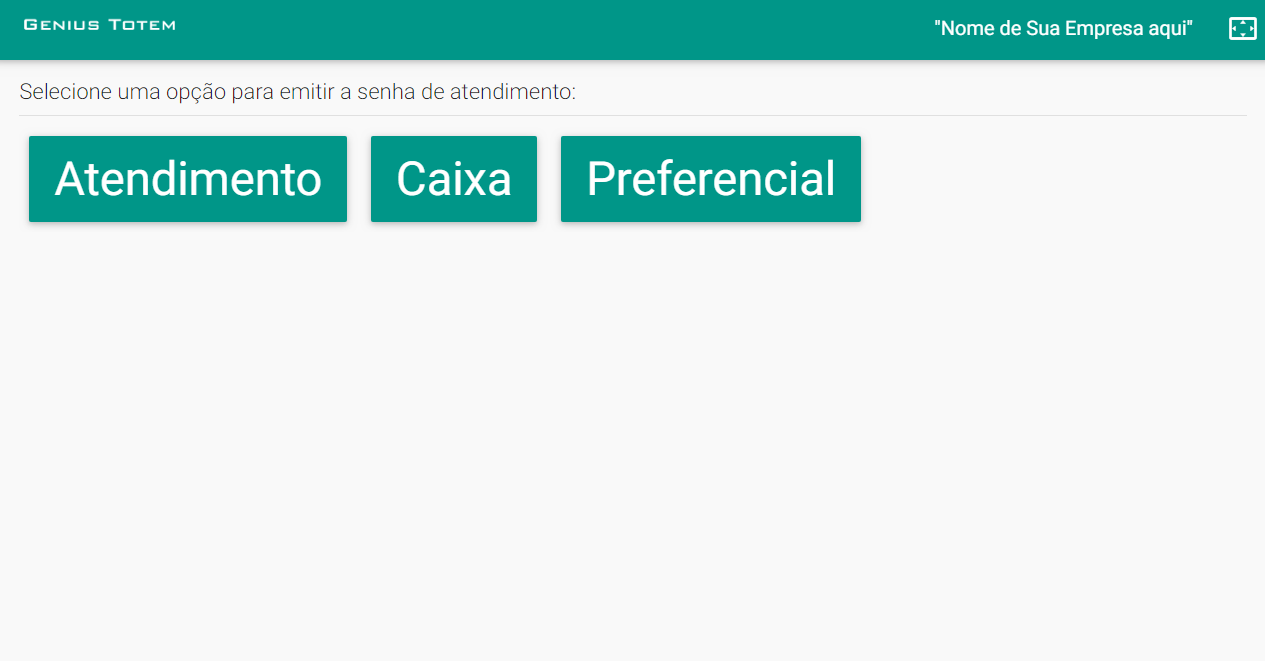 Genius Totem
"Nome de Sua Empresa aqui"
Selecione uma opção para emitir a senha de atendimento:
Atendimento Caixa Preferencial